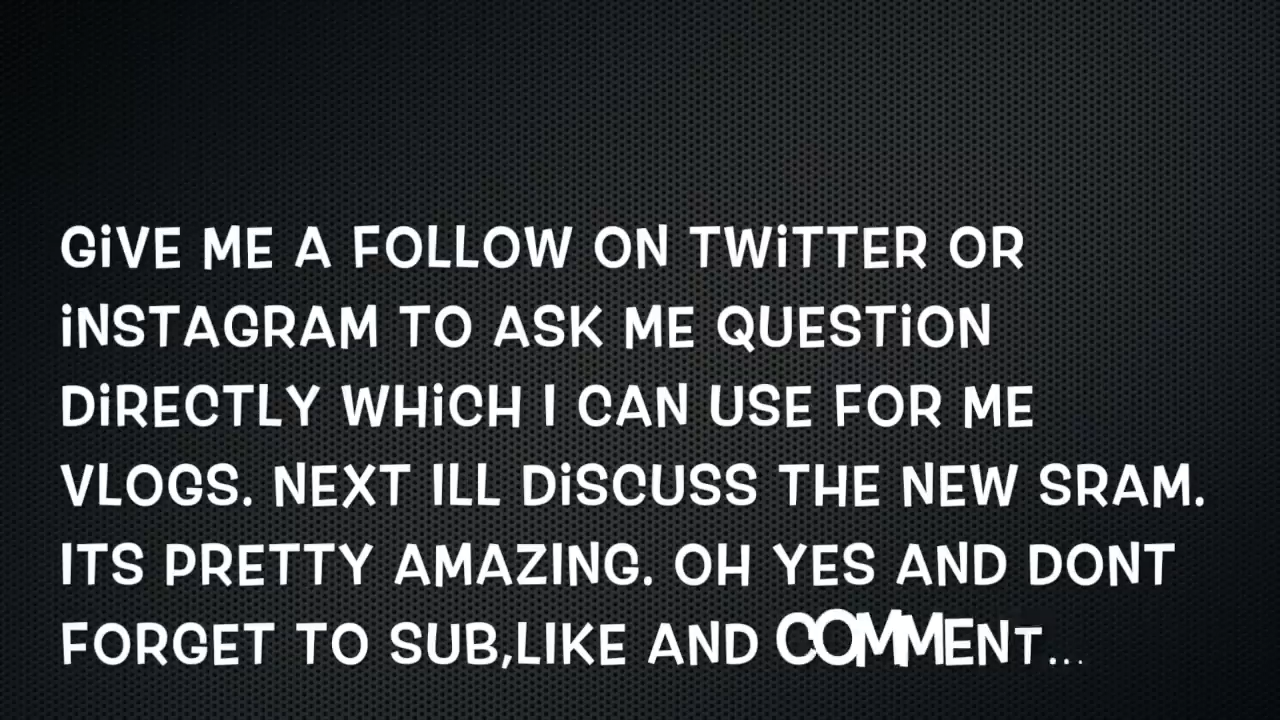 GiVE ME A FOLLOW ON TWiTTER OR
iNSTAGRAM TO ASK ME QUESTiON
DiRECTLY WHiCH I CAN USE FOR ME
VLOGS. NEXT ILL DiSCUSS THE NEW SRAM.
ITS PRETTY AMAZING. OH YES AND DONT
FORGET TO SUB,LIKE AND COMMENT...